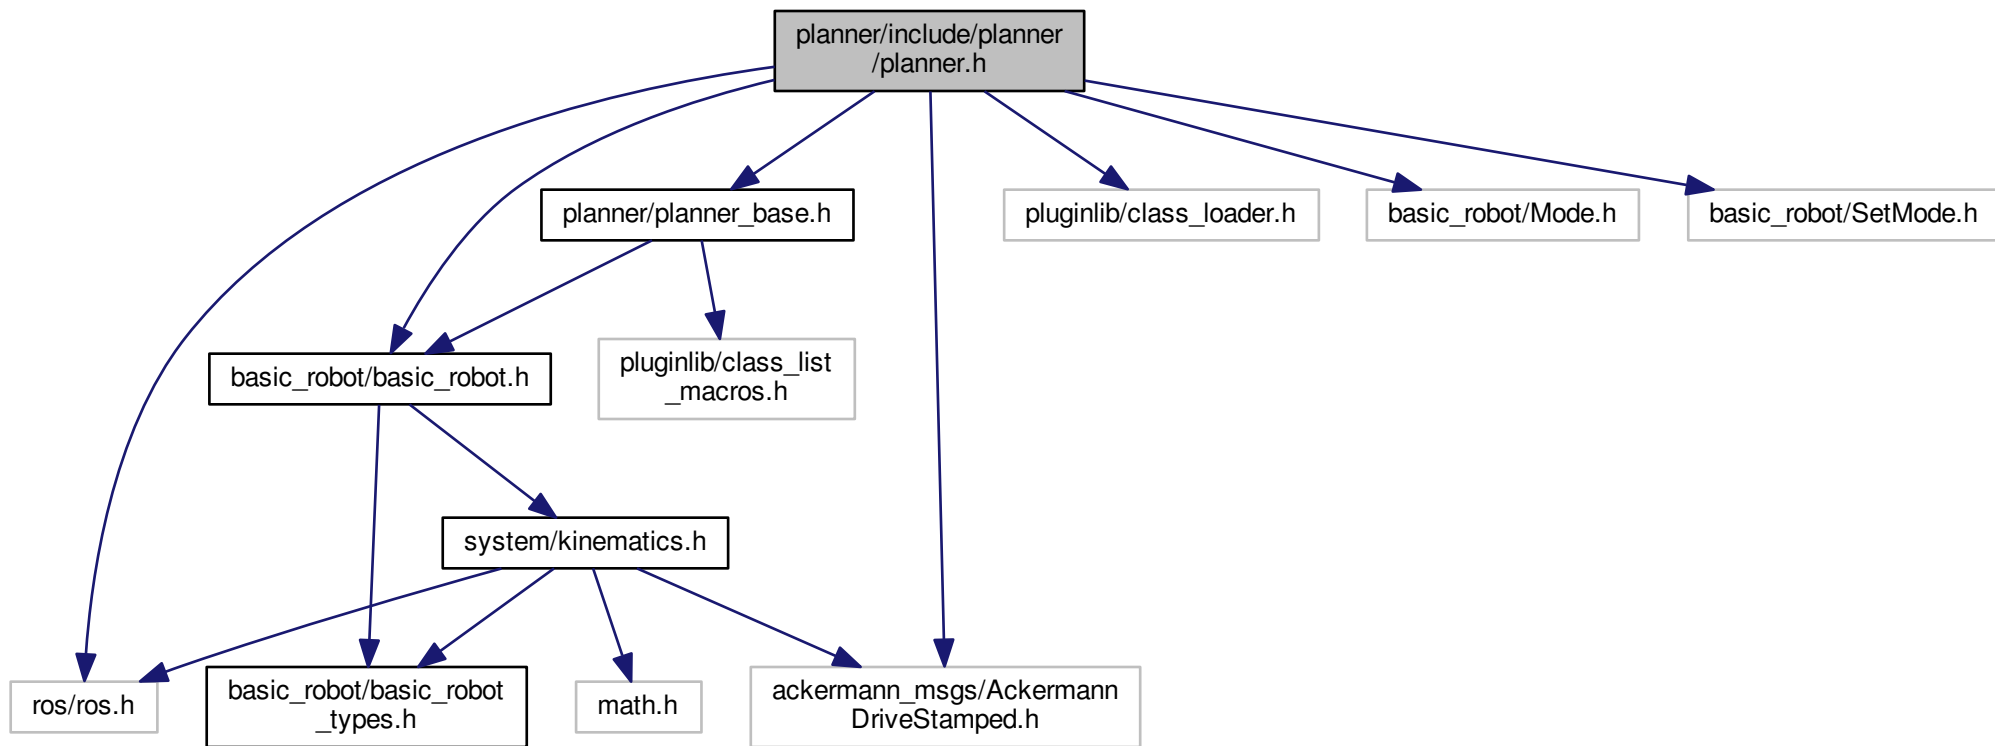 planner/include/planner
/planner.h
planner/planner_base.h
pluginlib/class_loader.h
basic_robot/Mode.h
basic_robot/SetMode.h
basic_robot/basic_robot.h
pluginlib/class_list
_macros.h
system/kinematics.h
ros/ros.h
basic_robot/basic_robot
_types.h
math.h
ackermann_msgs/Ackermann
DriveStamped.h